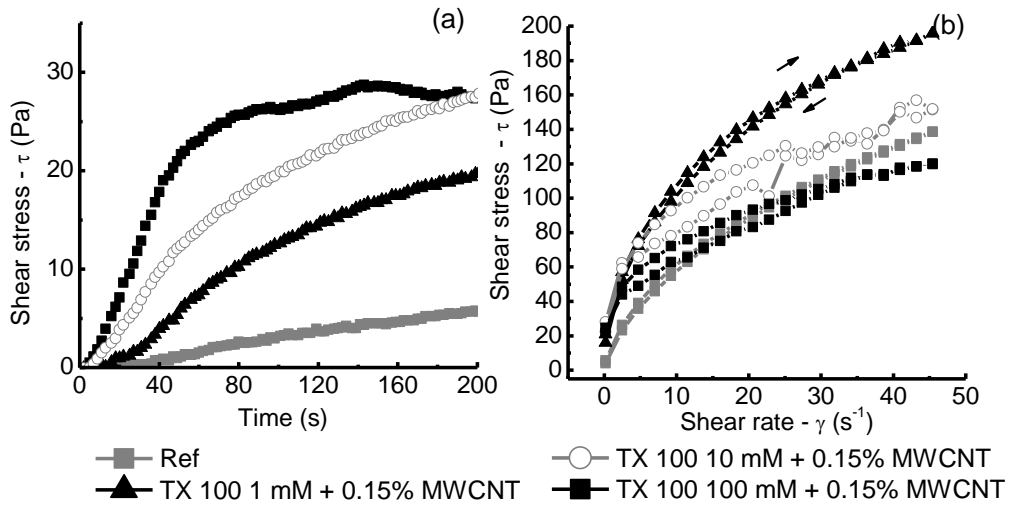 (a)
Shear stress - τ (Pa)
30
20
10
0
0 40 80 120 160 200
Time (s)
(b)
Shear stress - τ (Pa)
200
180
160
140
120
100
80
60
40
20
0
0 10 20 30 40 50
Shear rate - γ (s⁻¹)
Ref
TX 100 1 mM + 0.15% MWCNT
TX 100 10 mM + 0.15% MWCNT
TX 100 100 mM + 0.15% MWCNT